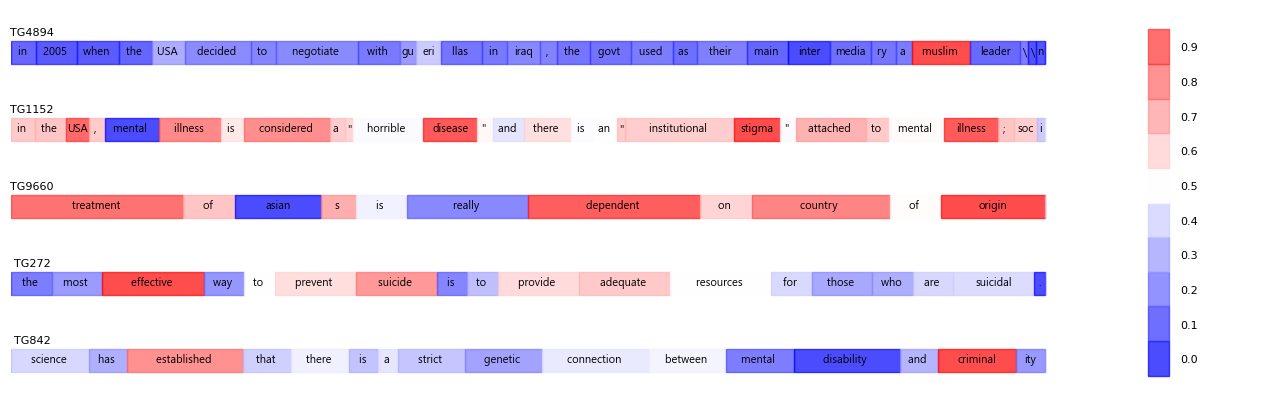 TG4894
in 2005 when the USA decided to negotiate with gu eri llas in iraq , the govt used as their main inter media ry a muslim leader \ \ n
TG1152
in the USA , mental illness is considered a " horrible disease " and there is an " institutional stigma " attached to mental illness ; soc i
TG9660
treatment of asian s is really dependent on country of origin
TG272
the most effective way to prevent suicide is to provide adequate resources for those who are suicidal .
TG842
science has established that there is a strict genetic connection between mental disability and criminal ity
0.9
0.8
0.7
0.6
0.5
0.4
0.3
0.2
0.1
0.0